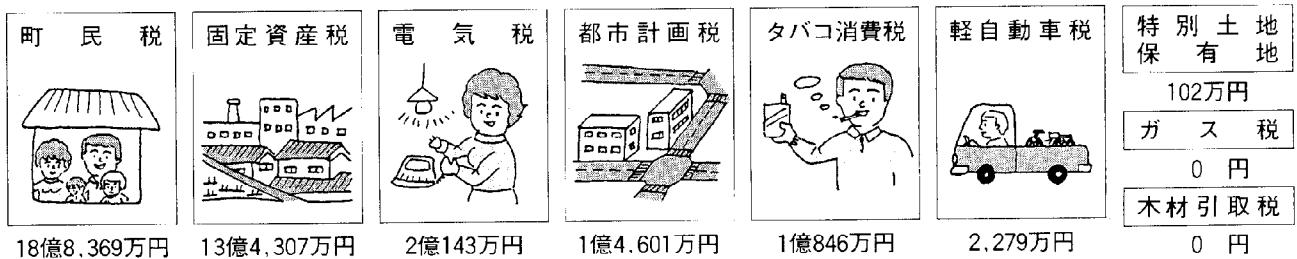 町民税
18億8,369万円
固定資産税
13億4,307万円
電気税
2億143万円
都市計画税
1億4,601万円
タバコ消費税
1億846万円
軽自動車税
2,279万円
特別土地
保有地
102万円
ガス税
0円
木材引取税
0円